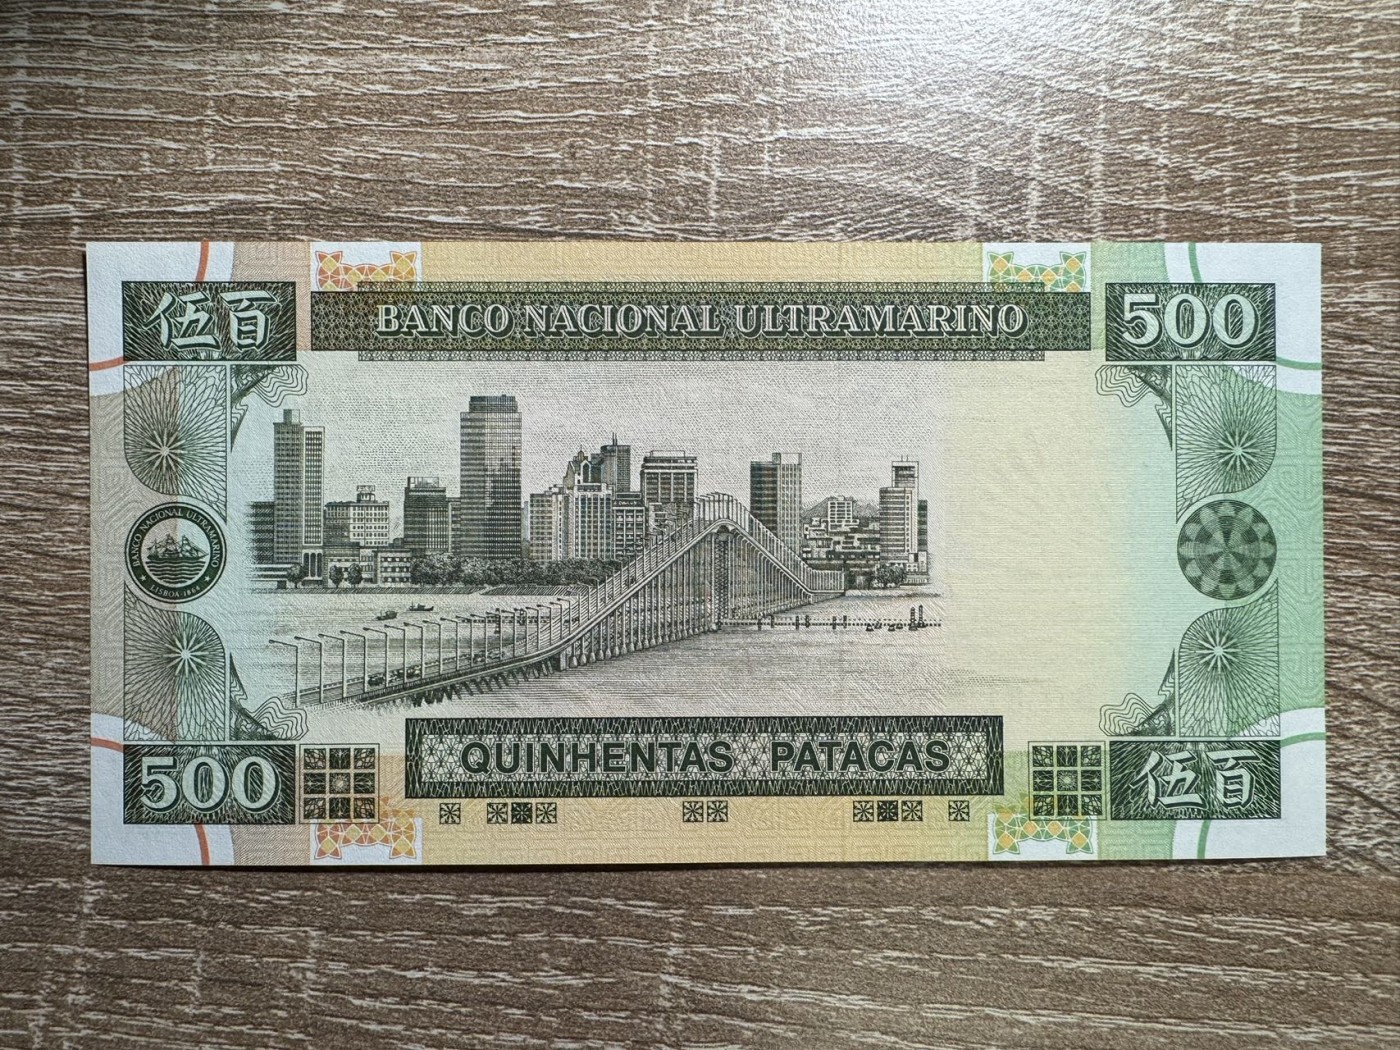 伍百
BANCO NACIONAL ULTRAMARINO
500
BANCO NACIONAL ULTRAMARINO
LISBOA 1864
500
QUINHENTAS PATACAS
伍百